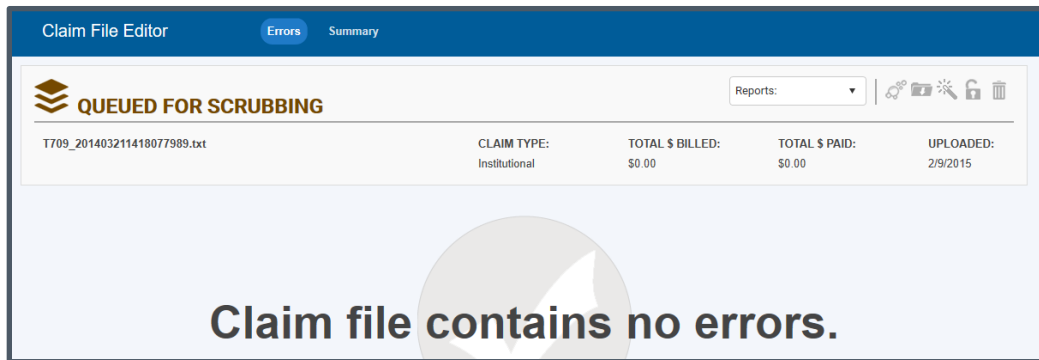 Claim File Editor Errors Summary
QUEUED FOR SCRUBBING Reports:
T709_201403211418077989.txt CLAIM TYPE: TOTAL $ BILLED: TOTAL $ PAID: UPLOADED:
Institutional $0.00 $0.00 2/9/2015
Claim file contains no errors.